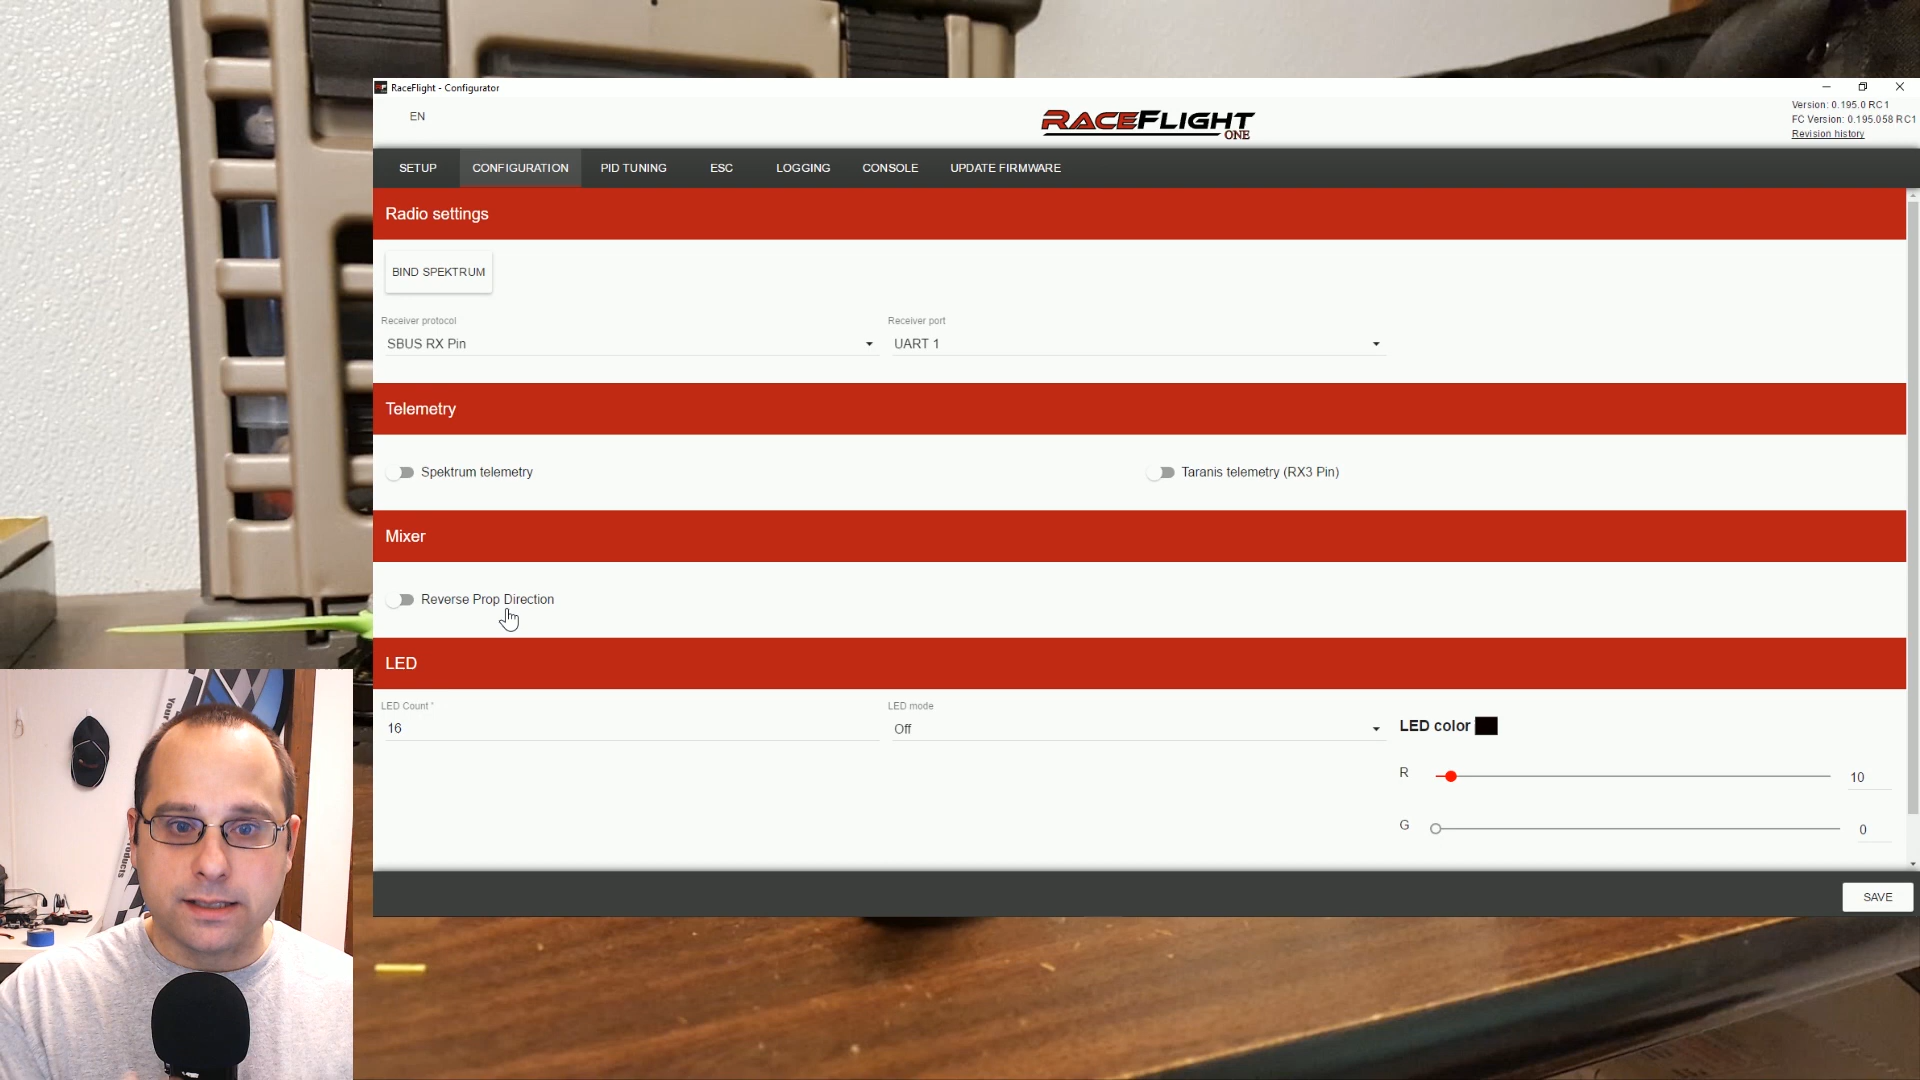 RaceFlight - Configurator
EN
RACEFLIGHT
ONE
Version: 0.195.0 RC1
FC Version: 0.195.058 RC1
Revision history
SETUP CONFIGURATION PID TUNING ESC LOGGING CONSOLE UPDATE FIRMWARE
Radio settings
BIND SPEKTRUM
Receiver protocol Receiver port
SBUS RX Pin UART 1
Telemetry
Spektrum telemetry Taranis telemetry (RX3 Pin)
Mixer
Reverse Prop Direction
LED
LED Count * LED mode
16 Off
LED color
R 10
G 0
SAVE
Your
products